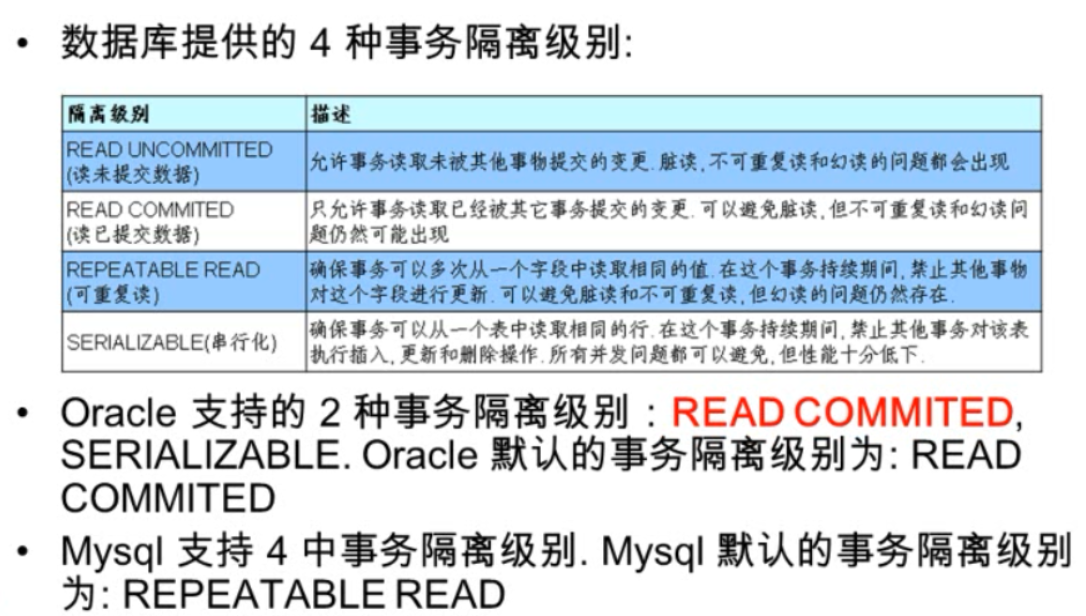 • 数据库提供的 4 种事务隔离级别:
隔离级别 描述
READ UNCOMMITTED
(读未提交数据)
允许事务读取未被其他事物提交的变更.脏读,不可重复读和幻读的问题都会出现
READ COMMITED
(读已提交数据)
只允许事务读取已经被其它事务提交的变更.可以避免脏读,但不可重复读和幻读问
题仍然可能出现
REPEATABLE READ
(可重复读)
确保事务可以多次从一个字段中读取相同的值.在这个事务持续期间,禁止其他事物
对这个字段进行更新.可以避免脏读和不可重复读,但幻读的问题仍然存在.
SERIALIZABLE(串行化)
确保事务可以从一个表中读取相同的行.在这个事务持续期间,禁止其他事务对该表
执行插入,更新和删除操作.所有并发问题都可以避免,但性能十分低下.
• Oracle 支持的 2 种事务隔离级别：READ COMMITED,
SERIALIZABLE. Oracle 默认的事务隔离级别为: READ
COMMITED
• Mysql 支持 4 中事务隔离级别. Mysql 默认的事务隔离级别
为: REPEATABLE READ